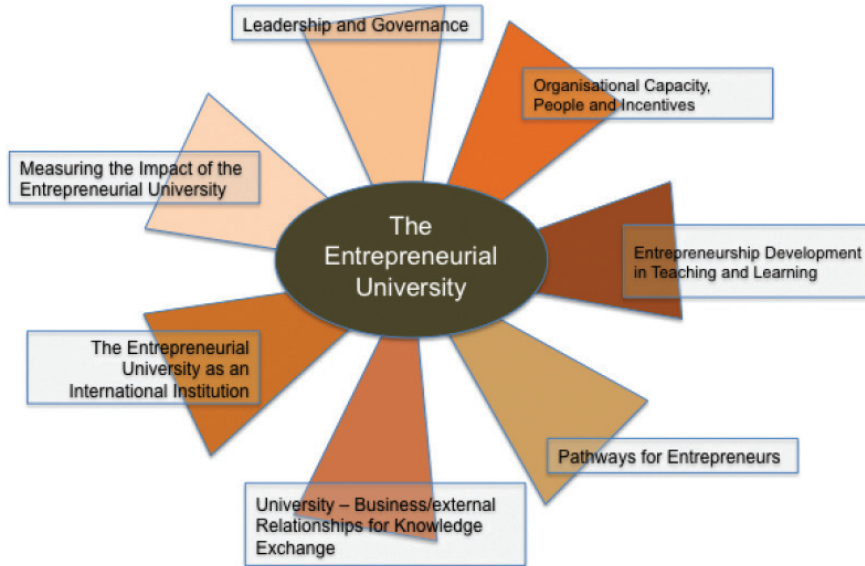 Leadership and Governance
Organisational Capacity,
People and Incentives
Measuring the Impact of the
Entrepreneurial University
The
Entrepreneurial
University
Entrepreneurship Development
in Teaching and Learning
The Entrepreneurial
University as an
International Institution
Pathways for Entrepreneurs
University – Business/external
Relationships for Knowledge
Exchange